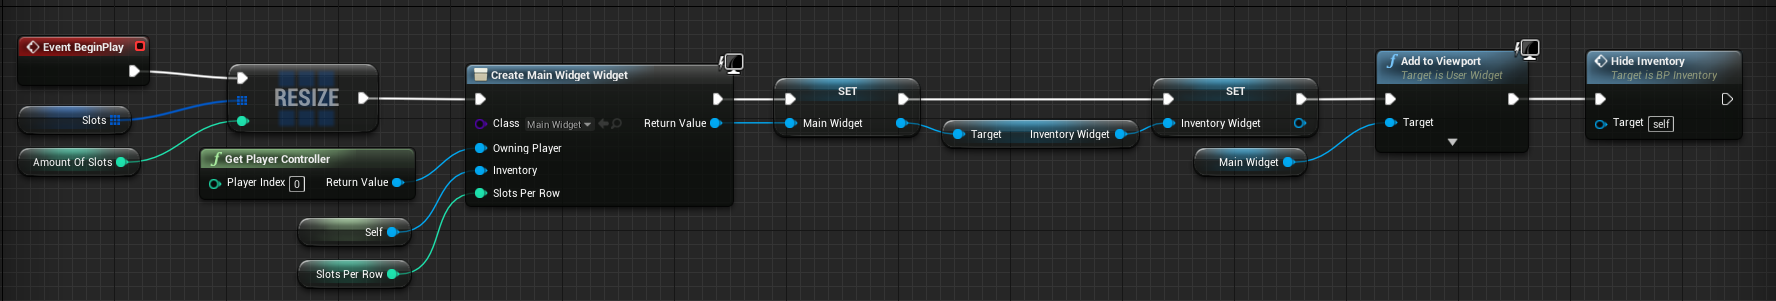 Event BeginPlay
RESIZE
Slots
Amount Of Slots
Get Player Controller
Player Index 0 Return Value
Self
Slots Per Row
Create Main Widget Widget
Class Main Widget Return Value
Owning Player
Inventory
Slots Per Row
SET
Main Widget
Target Inventory Widget
SET
Inventory Widget
Main Widget
Add to Viewport
Target is User Widget
Target
Hide Inventory
Target is BP Inventory
Target self